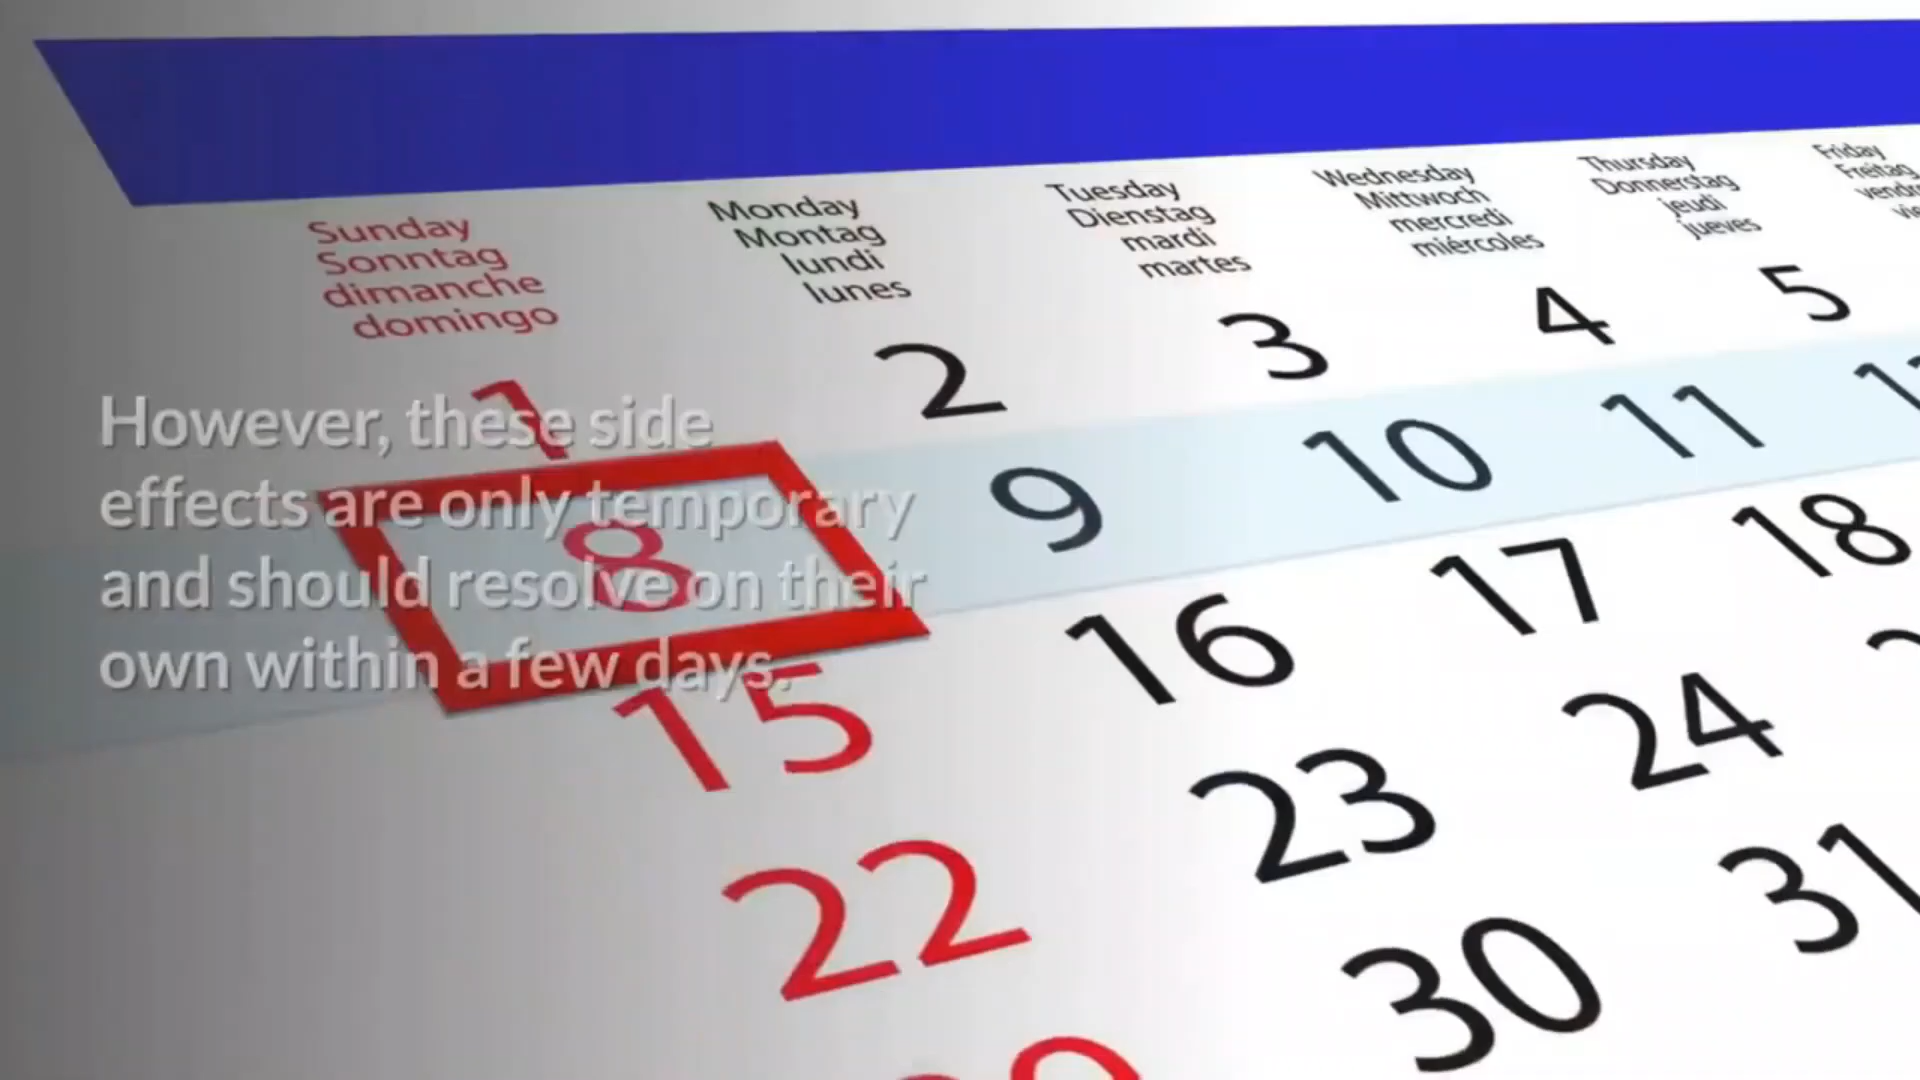 Sunday
Sonntag
dimanche
domingo
Monday
Montag
lundi
lunes
Tuesday
Dienstag
mardi
martes
Wednesday
Mittwoch
mercredi
miércoles
Thursday
Donnerstag
jeudi
jueves
Friday
Freitag
1 2 3 4 5
8 9 10 11
15 16 17 18
22 23 24
30 31
However, these side
effects are only temporary
and should resolve on their
own within a few days.